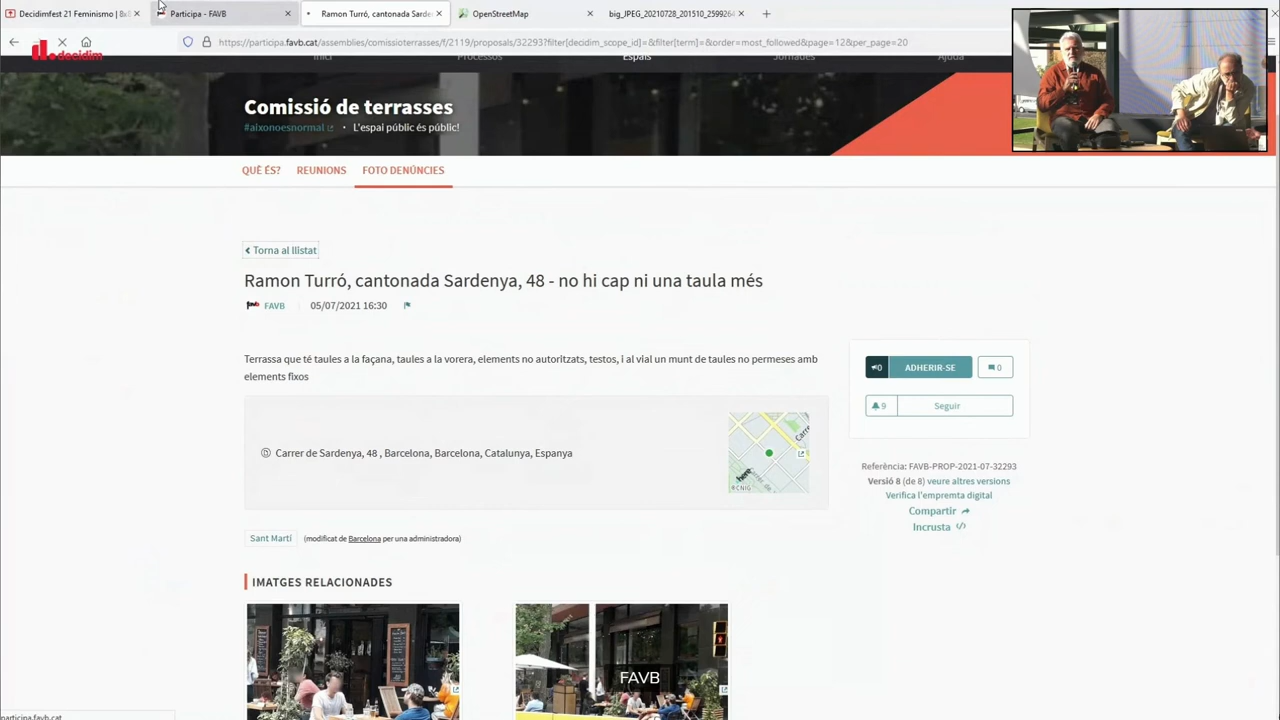 Decidimfest 21 Feminismo | 8x8
Participa - FAVB
Ramon Turró, cantonada Sarde
OpenStreetMap
big_JPEG_20210728_201510_2599264
decidim
https://participa.favb.cat/assemblies/comissioterrasses/f/2119/proposals/32293?filter[decidim_scope_id]=&filter[term]=&order=most_followed&page=12&per_page=20
Inici Processos Espais Jornades Ajuda
Comissió de terrasses
#aixonoesnormal · L'espai públic és públic!
QUÈ ÉS? REUNIONS FOTO DENÚNCIES
Torna al llistat
Ramon Turró, cantonada Sardenya, 48 - no hi cap ni una taula més
FAVB 05/07/2021 16:30
Terrassa que té taules a la façana, taules a la vorera, elements no autoritzats, testos, i al vial un munt de taules no permeses amb
elements fixos
0 ADHERIR-SE 0
9 Seguir
Carrer de Sardenya, 48 , Barcelona, Barcelona, Catalunya, Espanya
Carre
here
©CNIG
Referència: FAVB-PROP-2021-07-32293
Versió 8 (de 8) veure altres versions
Verifica l'empremta digital
Compartir
Incrusta
Sant Martí (modificat de Barcelona per una administradora)
IMATGES RELACIONADES
FAVB
participa.favb.cat